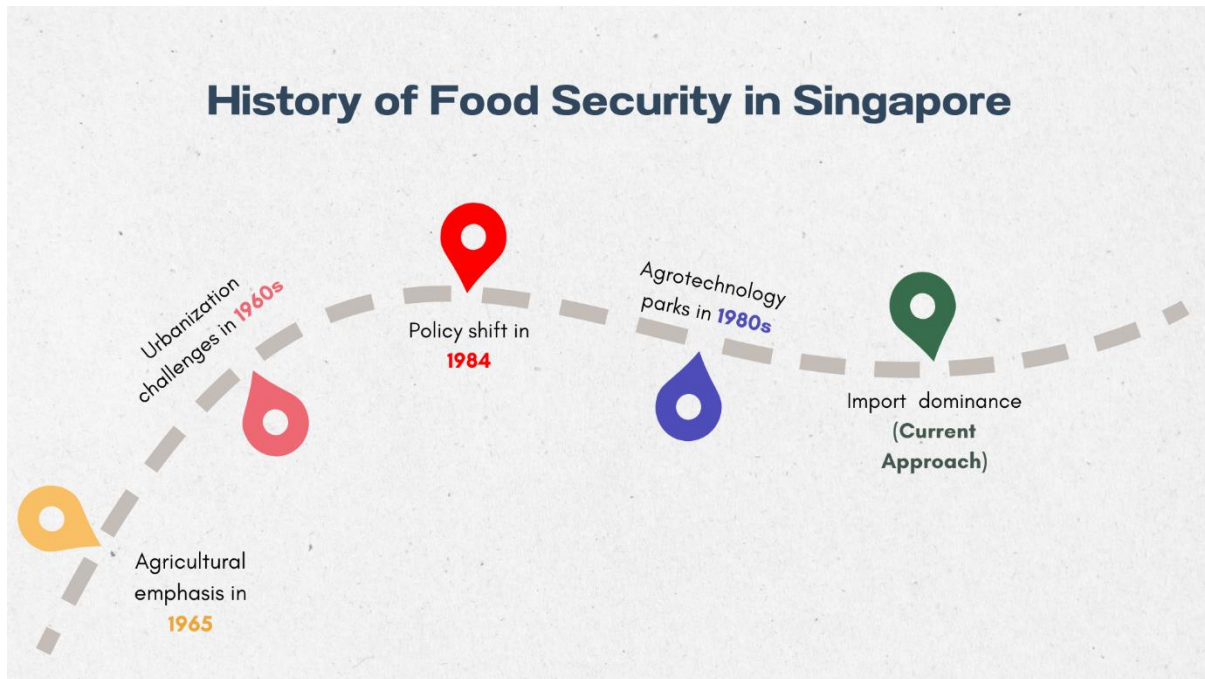 History of Food Security in Singapore
Agricultural
emphasis in
1965
Urbanization
challenges in 1960s
Policy shift in
1984
Agrotechnology
parks in 1980s
Import dominance
(Current
Approach)